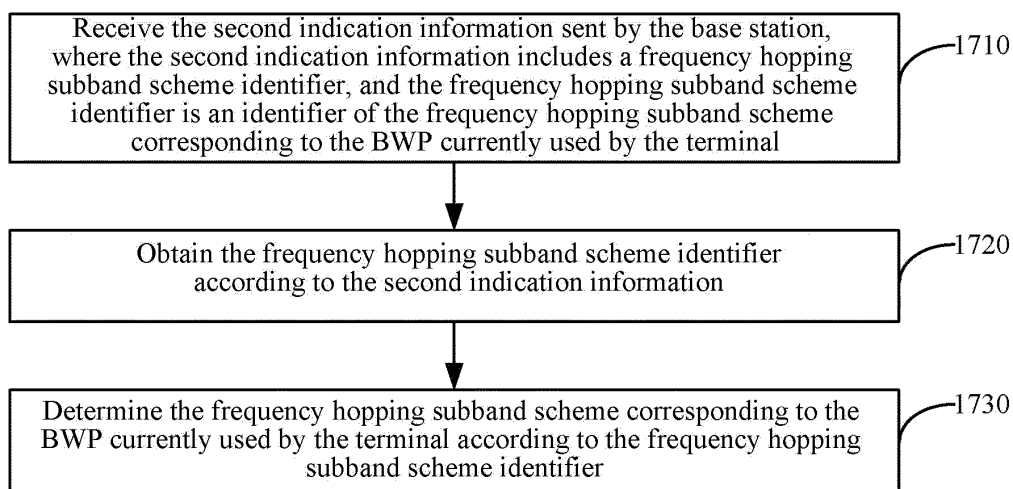 Receive the second indication information sent by the base station,
where the second indication information includes a frequency hopping
subband scheme identifier, and the frequency hopping subband scheme
identifier is an identifier of the frequency hopping subband scheme
corresponding to the BWP currently used by the terminal
1710
Obtain the frequency hopping subband scheme identifier
according to the second indication information
1720
Determine the frequency hopping subband scheme corresponding to the
BWP currently used by the terminal according to the frequency hopping
subband scheme identifier
1730